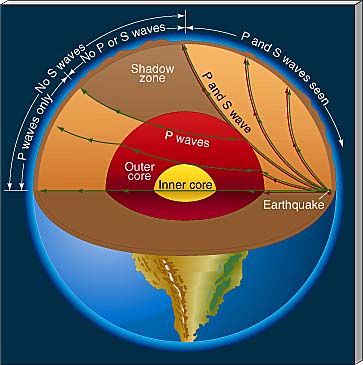 P waves only
No S waves
No P or S waves
P and S waves seen
Shadow
zone
P and S wave
P waves
Outer
core
Inner core
Earthquake